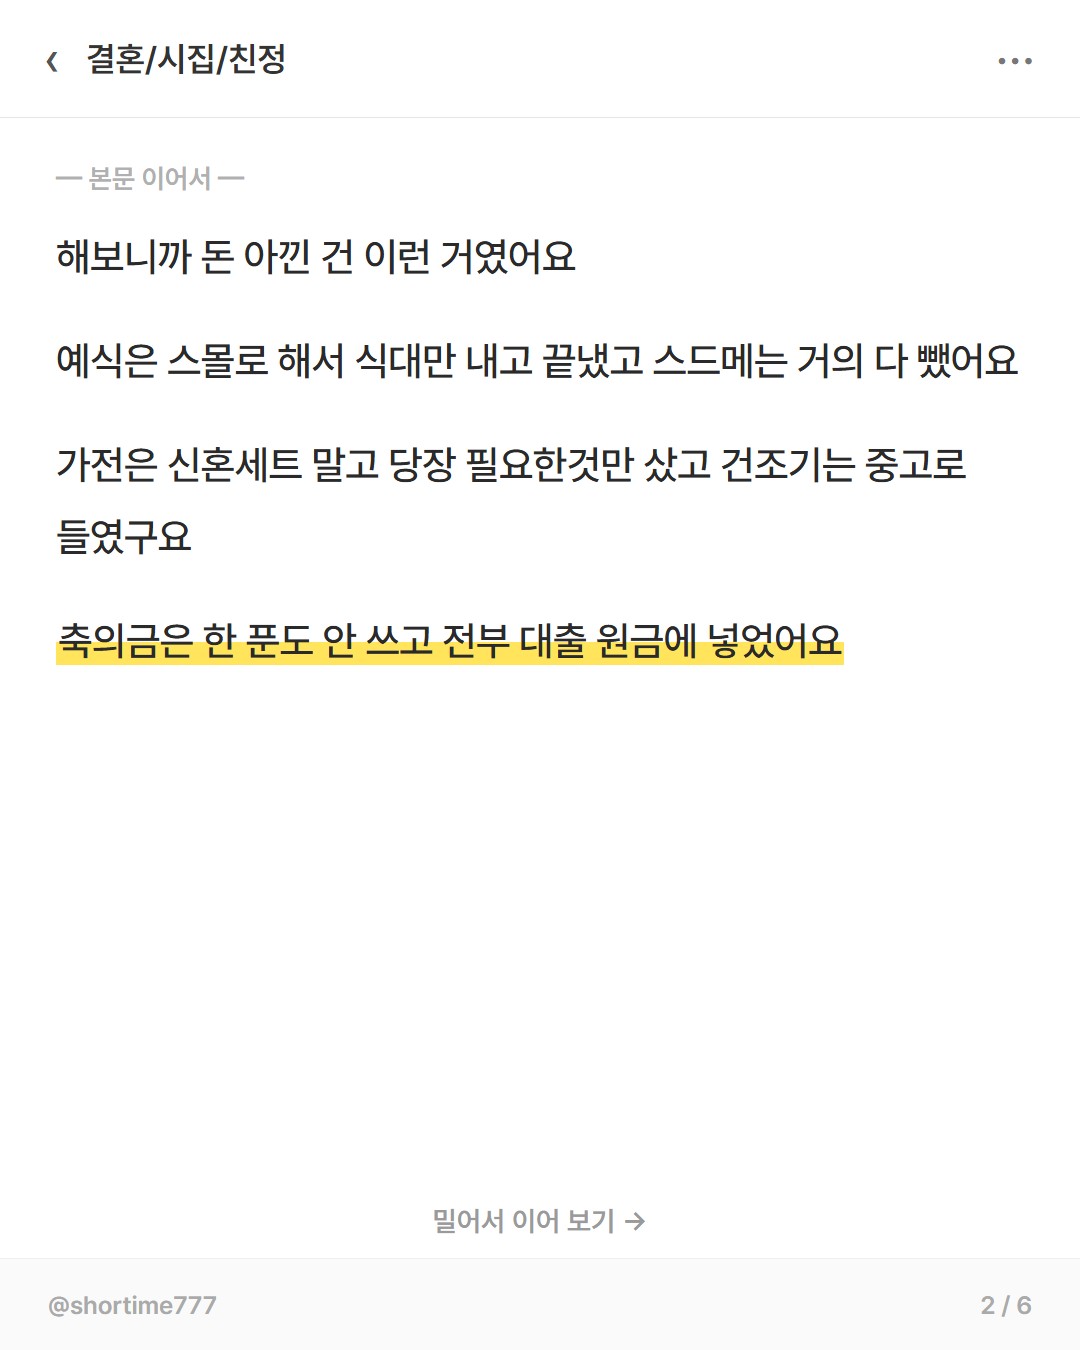 ❮ 결혼/시집/친정 •••
— 본문 이어서 —
해보니까 돈 아낀 건 이런 거였어요
예식은 스몰로 해서 식대만 내고 끝냈고 스드메는 거의 다 뺐어요
가전은 신혼세트 말고 당장 필요한것만 샀고 건조기는 중고로
들였구요
축의금은 한 푼도 안 쓰고 전부 대출 원금에 넣었어요
밀어서 이어 보기 →
@shortime777
2 / 6